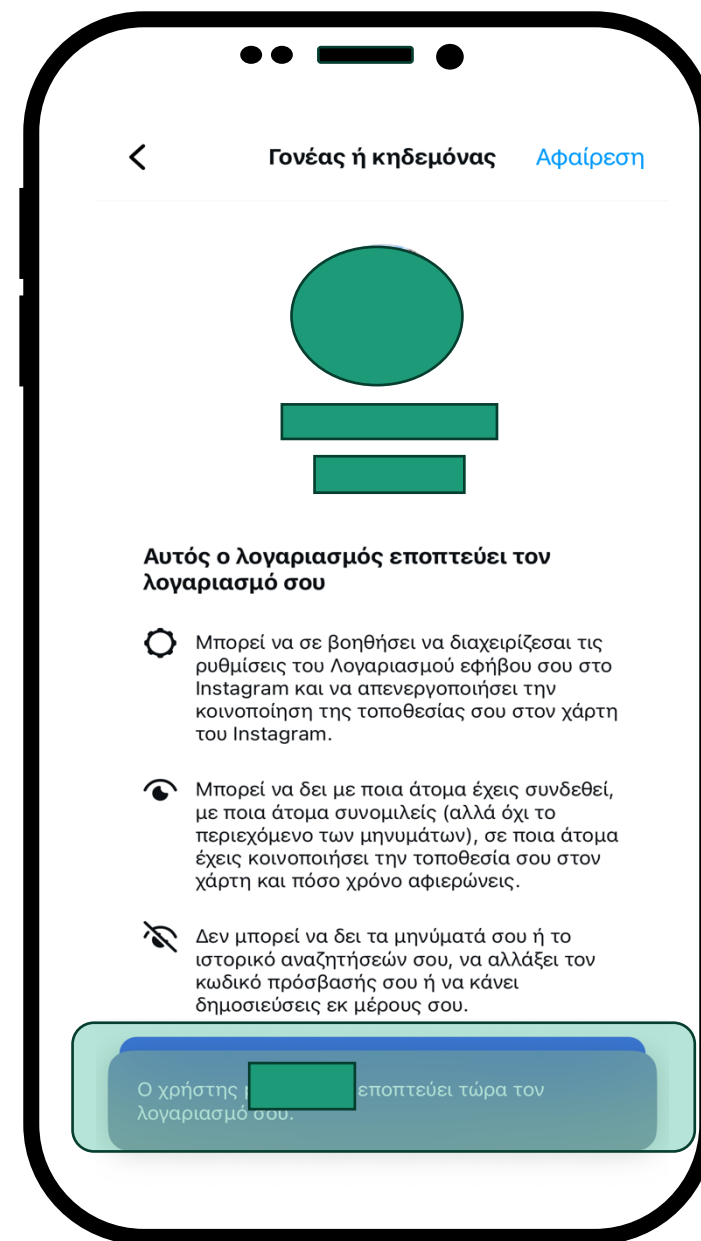 Γονέας ή κηδεμόνας Αφαίρεση
Αυτός ο λογαριασμός εποπτεύει τον
λογαριασμό σου
Μπορεί να σε βοηθήσει να διαχειρίζεσαι τις
ρυθμίσεις του Λογαριασμού εφήβου σου στο
Instagram και να απενεργοποιήσει την
κοινοποίηση της τοποθεσίας σου στον χάρτη
του Instagram.
Μπορεί να δει με ποια άτομα έχεις συνδεθεί,
με ποια άτομα συνομιλείς (αλλά όχι το
περιεχόμενο των μηνυμάτων), σε ποια άτομα
έχεις κοινοποιήσει την τοποθεσία σου στον
χάρτη και πόσο χρόνο αφιερώνεις.
Δεν μπορεί να δει τα μηνύματά σου ή το
ιστορικό αναζητήσεών σου, να αλλάξει τον
κωδικό πρόσβασής σου ή να κάνει
δημοσιεύσεις εκ μέρους σου.
Ο χρήστης εποπτεύει τώρα τον
λογαριασμό σου.